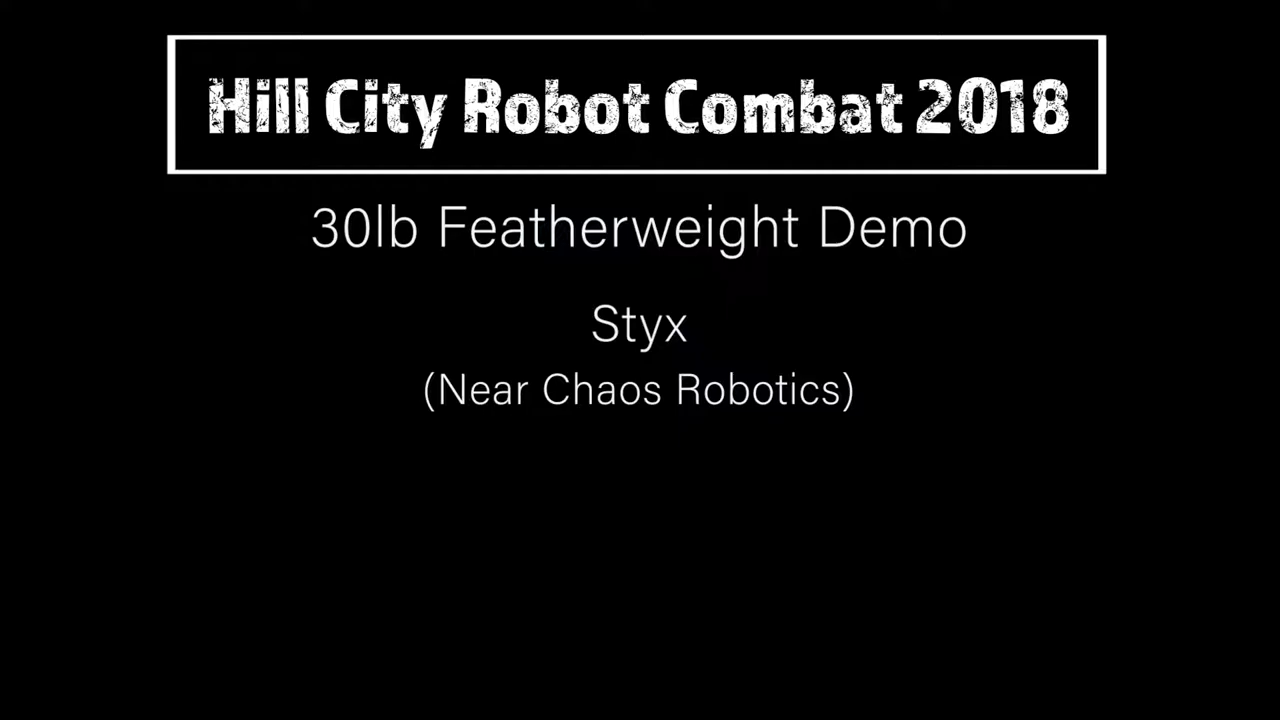 Hill City Robot Combat 2018
30lb Featherweight Demo
Styx
(Near Chaos Robotics)